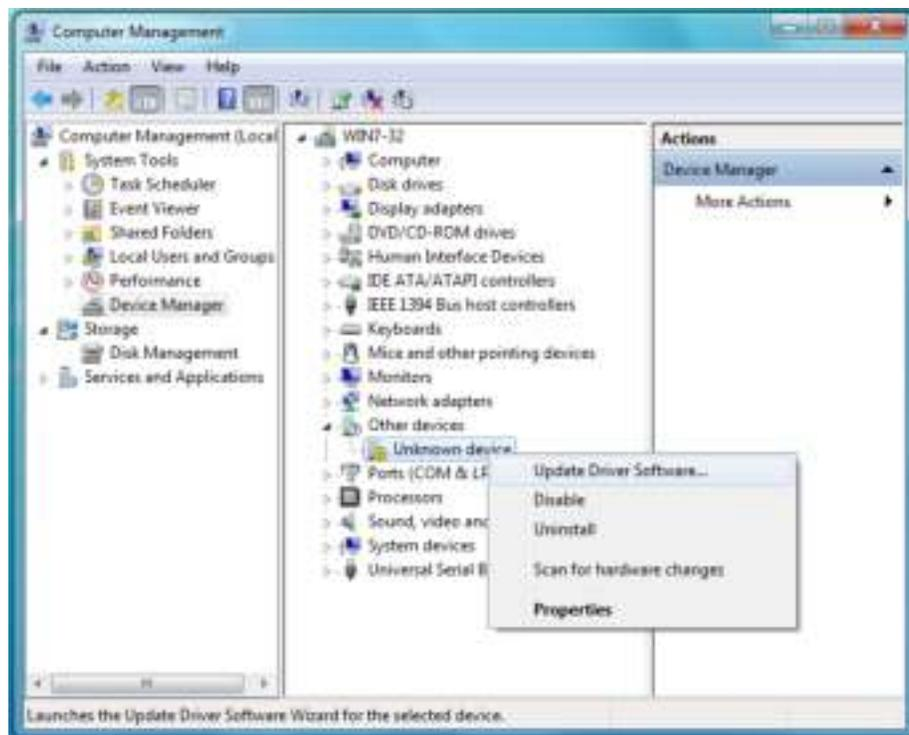 Computer Management
File Action View Help
Computer Management (Local
System Tools
Task Scheduler
Event Viewer
Shared Folders
Local Users and Groups
Performance
Device Manager
Storage
Disk Management
Services and Applications
WIN7-32
Computer
Disk drives
Display adapters
DVD/CD-ROM drives
Human Interface Devices
IDE ATA/ATAPI controllers
IEEE 1394 Bus host controllers
Keyboards
Mice and other pointing devices
Monitors
Network adapters
Other devices
Unknown device
Ports (COM & LP
Processors
Sound, video and
System devices
Universal Serial B
Update Driver Software...
Disable
Uninstall
Scan for hardware changes
Properties
Actions
Device Manager
More Actions
Launches the Update Driver Software Wizard for the selected device.